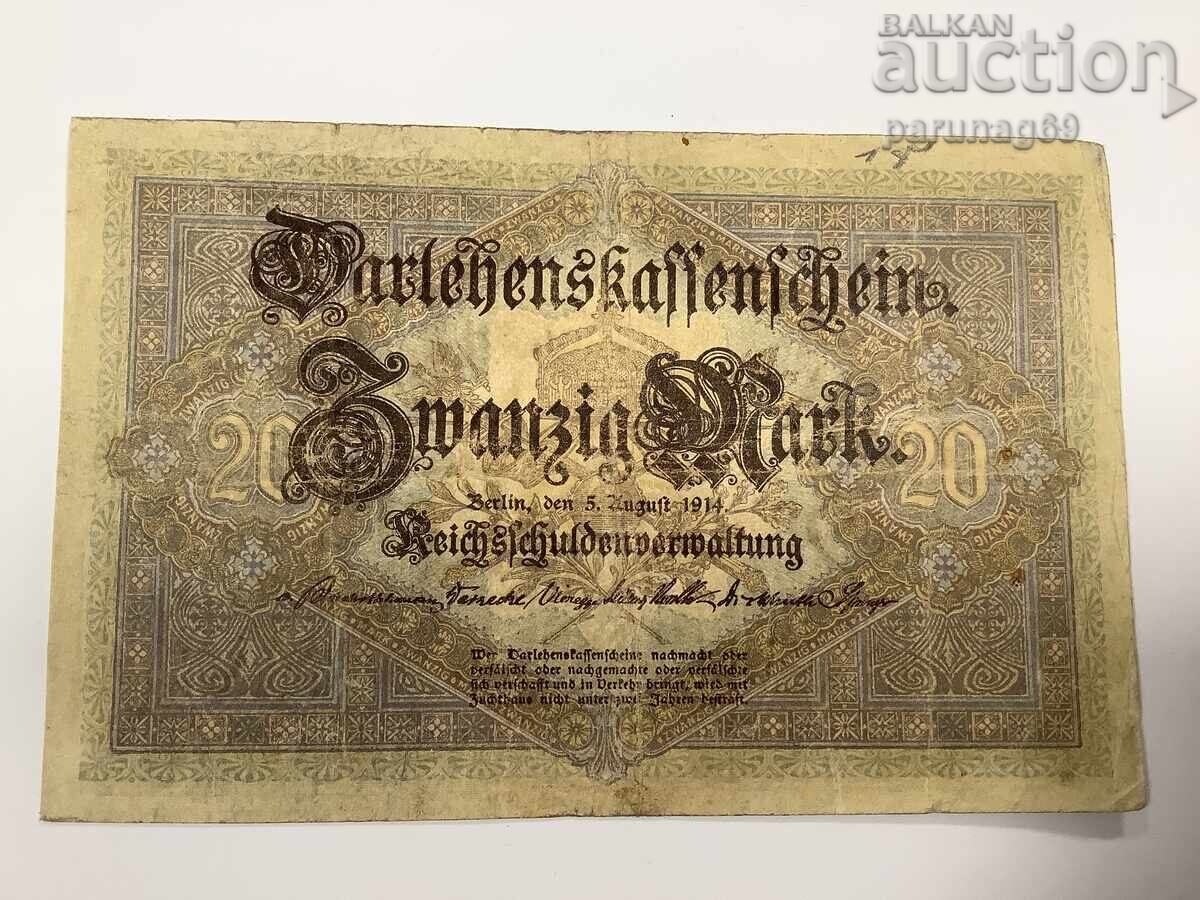 BALKAN
auction
parunag69
Darlehenskassenschein.
Zwanzig Mark.
20
20
Berlin, den 5. August 1914.
Reichsschuldenverwaltung
Wer Darlehenskassenscheine nachmacht oder
verfälscht oder nachgemachte oder verfälschte
sich verschafft und in Verkehr bringt, wird mit
Zuchthaus nicht unter zwei Jahren bestraft.